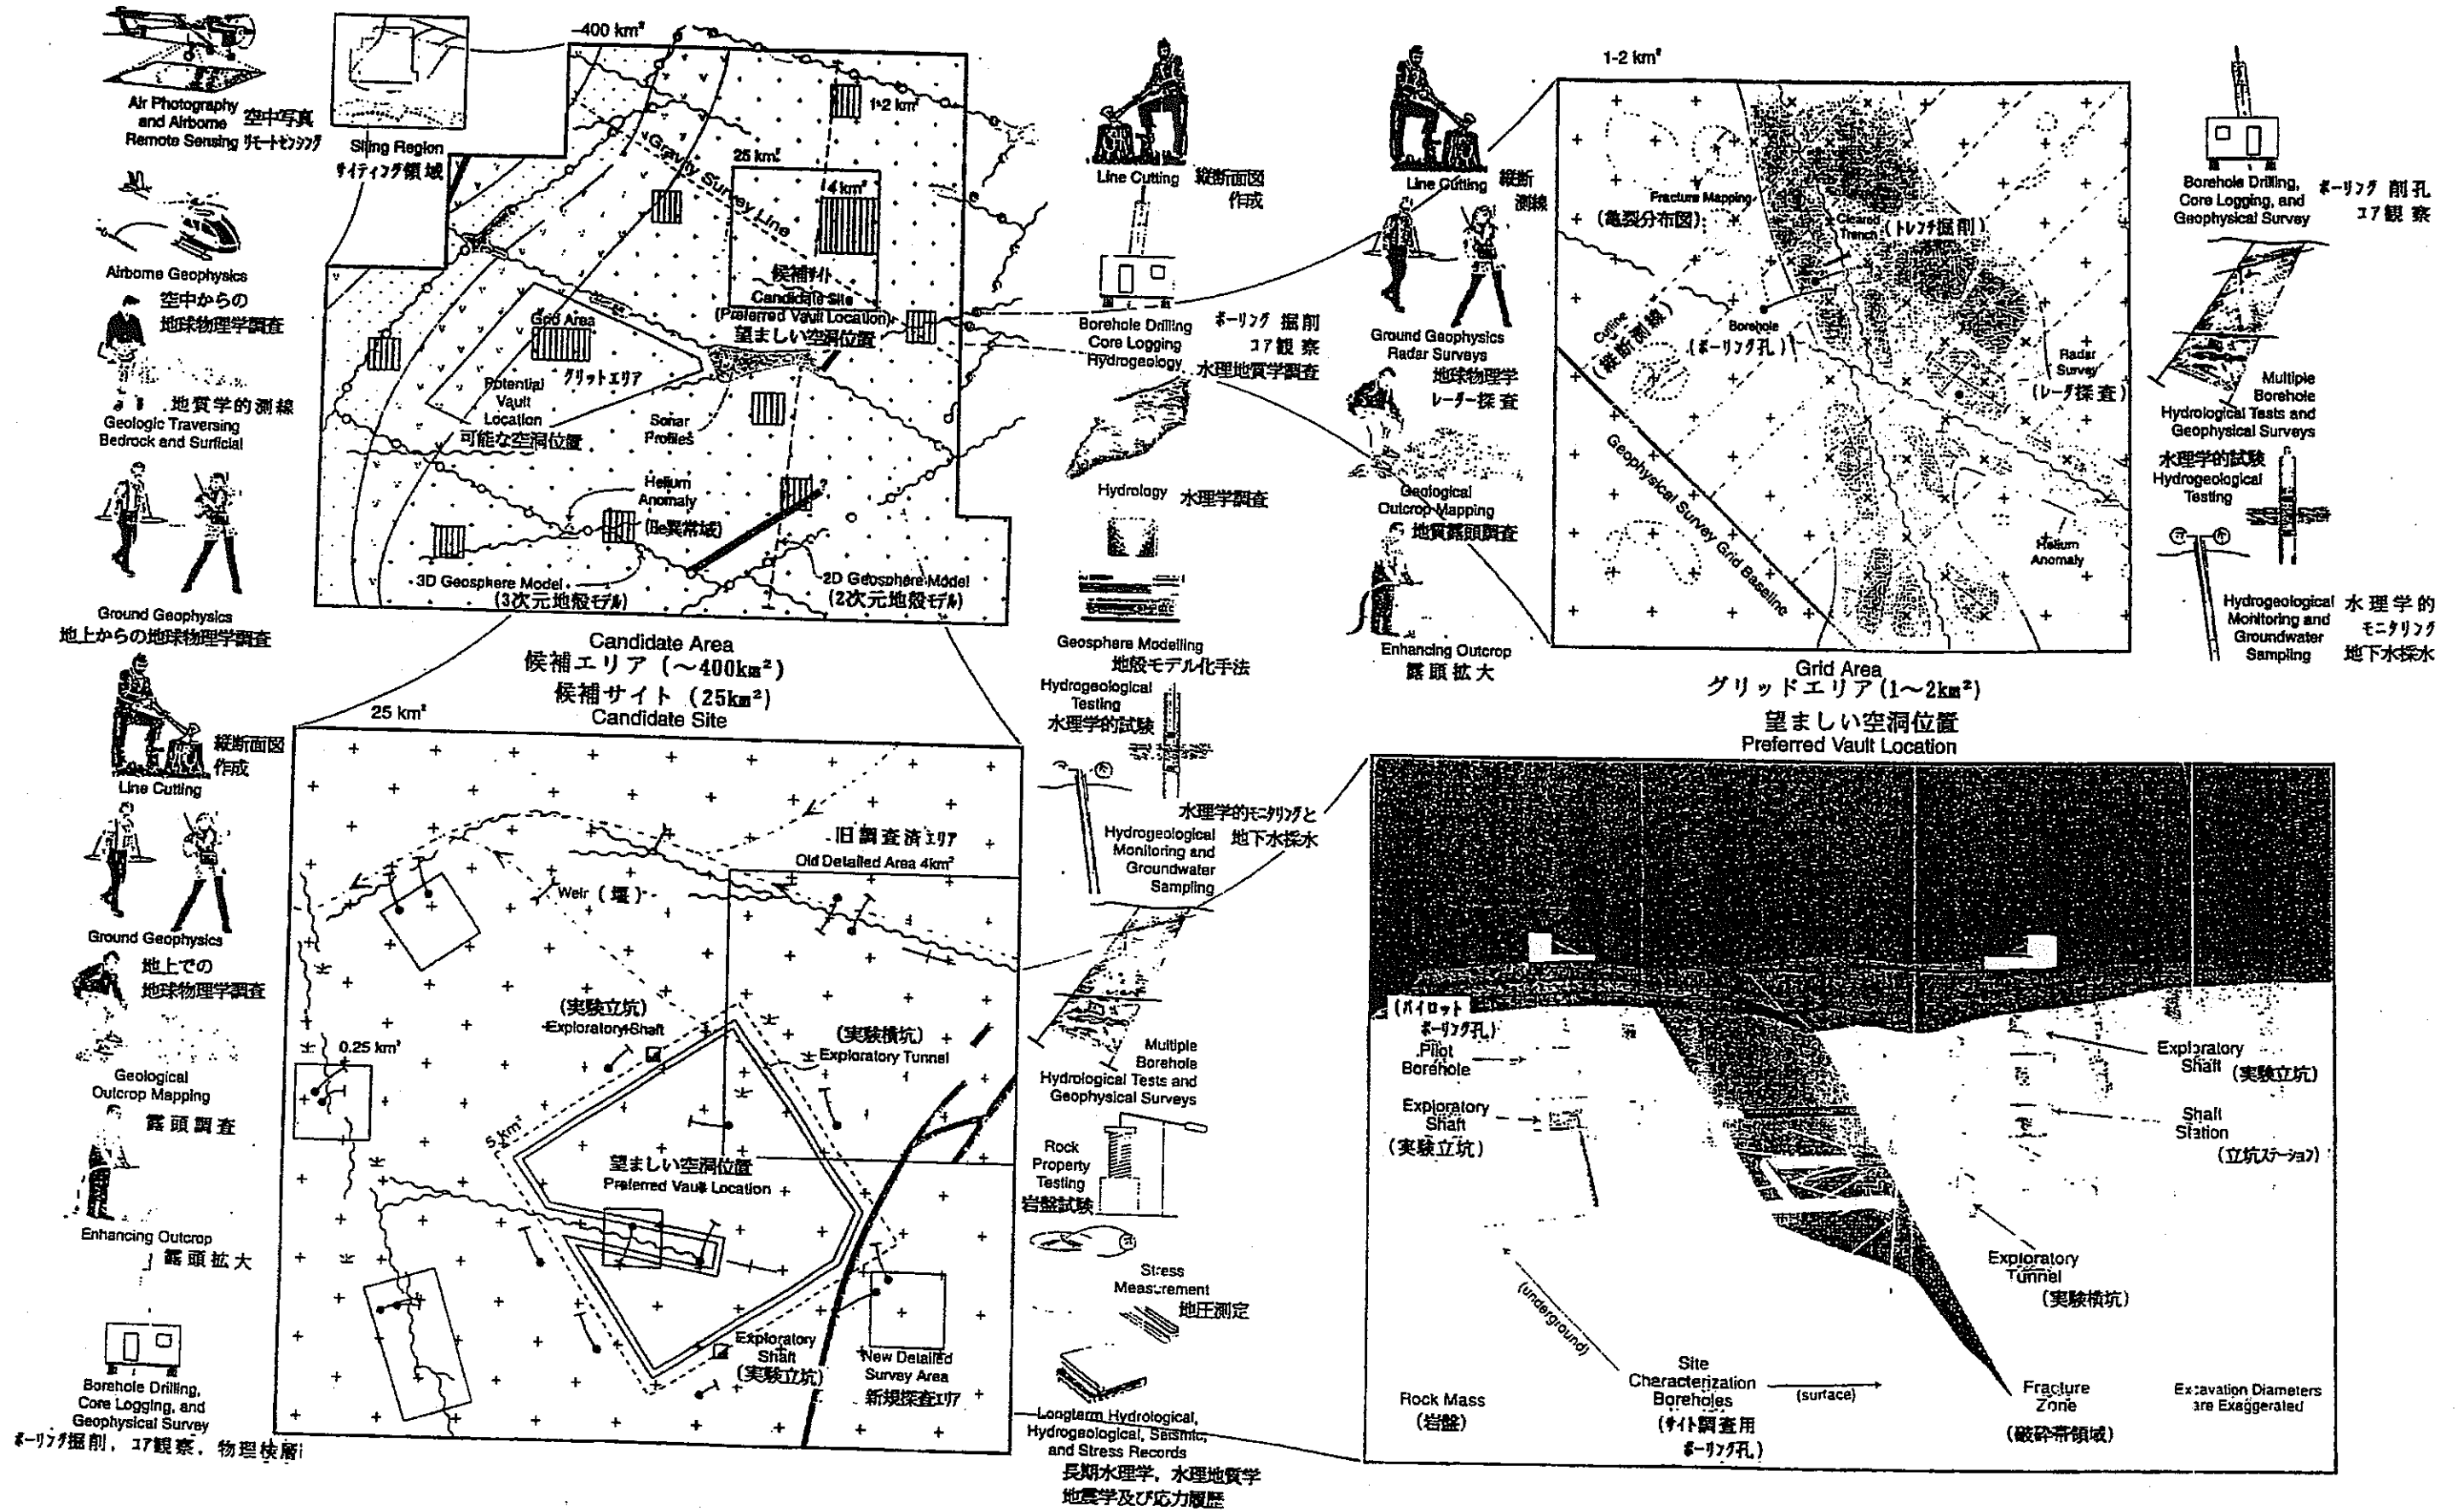 Air Photography
and Airborne
Remote Sensing
空中写真
リモートセンシング
Siting Region
サイティング領域
Airborne Geophysics
空中からの
地球物理学調査
地質学的測線
Geologic Traversing
Bedrock and Surficial
Ground Geophysics
地上からの地球物理学調査
~400 km²
1-2 km²
Gravity Survey Line
25 km²
4 km²
候補サイト
Candidate Site
(Preferred Vault Location)
望ましい空洞位置
Grid Area
グリットエリア
Potential
Vault
Location
可能な空洞位置
Sonar
Profiles
Helium
Anomaly
(He異常域)
3D Geosphere Model
(3次元地殻モデル)
2D Geosphere Model
(2次元地殻モデル)
Candidate Area
候補エリア (〜400km²)
候補サイト (25km²)
Candidate Site
Line Cutting
縦断面図
作成
Borehole Drilling
Core Logging
Hydrogeology
ボーリング 掘削
コア観察
水理地質学調査
Hydrology
水理学調査
Geosphere Modelling
地殻モデル化手法
Hydrogeological
Testing
水理学的試験
水理学的モニタリングと
地下水採水
Hydrogeological
Monitoring and
Groundwater
Sampling
Multiple
Borehole
Hydrological Tests and
Geophysical Surveys
Rock
Property
Testing
岩盤試験
Stress
Measurement
地圧測定
Longterm Hydrological,
Hydrogeological, Seismic,
and Stress Records
長期水理学, 水理地質学
地震学及び応力履歴
Line Cutting
縦断
測線
Ground Geophysics
Radar Surveys
地球物理学
レーダー探査
Geological
Outcrop Mapping
地質露頭調査
Enhancing Outcrop
露頭拡大
1-2 km²
Fracture Mapping
(亀裂分布図)
Cleared
Trench
(トレンチ掘削)
Cutline
(縦断測線)
Borehole
(ボーリング孔)
Radar
Survey
(レーダ探査)
Geophysical Survey Grid Baseline
Helium
Anomaly
Grid Area
グリッドエリア(1〜2km²)
Borehole Drilling,
Core Logging, and
Geophysical Survey
ボーリング 削孔
コア観察
Multiple
Borehole
Hydrological Tests and
Geophysical Surveys
水理学的試験
Hydrogeological
Testing
Hydrogeological
Monitoring and
Groundwater
Sampling
水理学的
モニタリング
地下水採水
縦断面図
作成
Line Cutting
Ground Geophysics
地上での
地球物理学調査
Geological
Outcrop Mapping
露頭調査
Enhancing Outcrop
露頭拡大
Borehole Drilling,
Core Logging, and
Geophysical Survey
ボーリング掘削, コア観察, 物理検層
25 km²
旧調査済エリア
Old Detailed Area 4km²
Weir (堰)
(実験立坑)
Exploratory Shaft
(実験横坑)
Exploratory Tunnel
0.25 km²
5 km²
望ましい空洞位置
Preferred Vault Location
Exploratory
Shaft
(実験立坑)
New Detailed
Survey Area
新規探査エリア
望ましい空洞位置
Preferred Vault Location
(パイロット
ボーリング孔)
Pilot
Borehole
Exploratory
Shaft
(実験立坑)
Exploratory
Shaft
(実験立坑)
Shaft
Station
(立坑ステーション)
Exploratory
Tunnel
(実験横坑)
(underground)
Site
Characterization
Boreholes
(サイト調査用
ボーリング孔)
(surface)
Rock Mass
(岩盤)
Fracture
Zone
(破砕帯領域)
Excavation Diameters
are Exaggerated